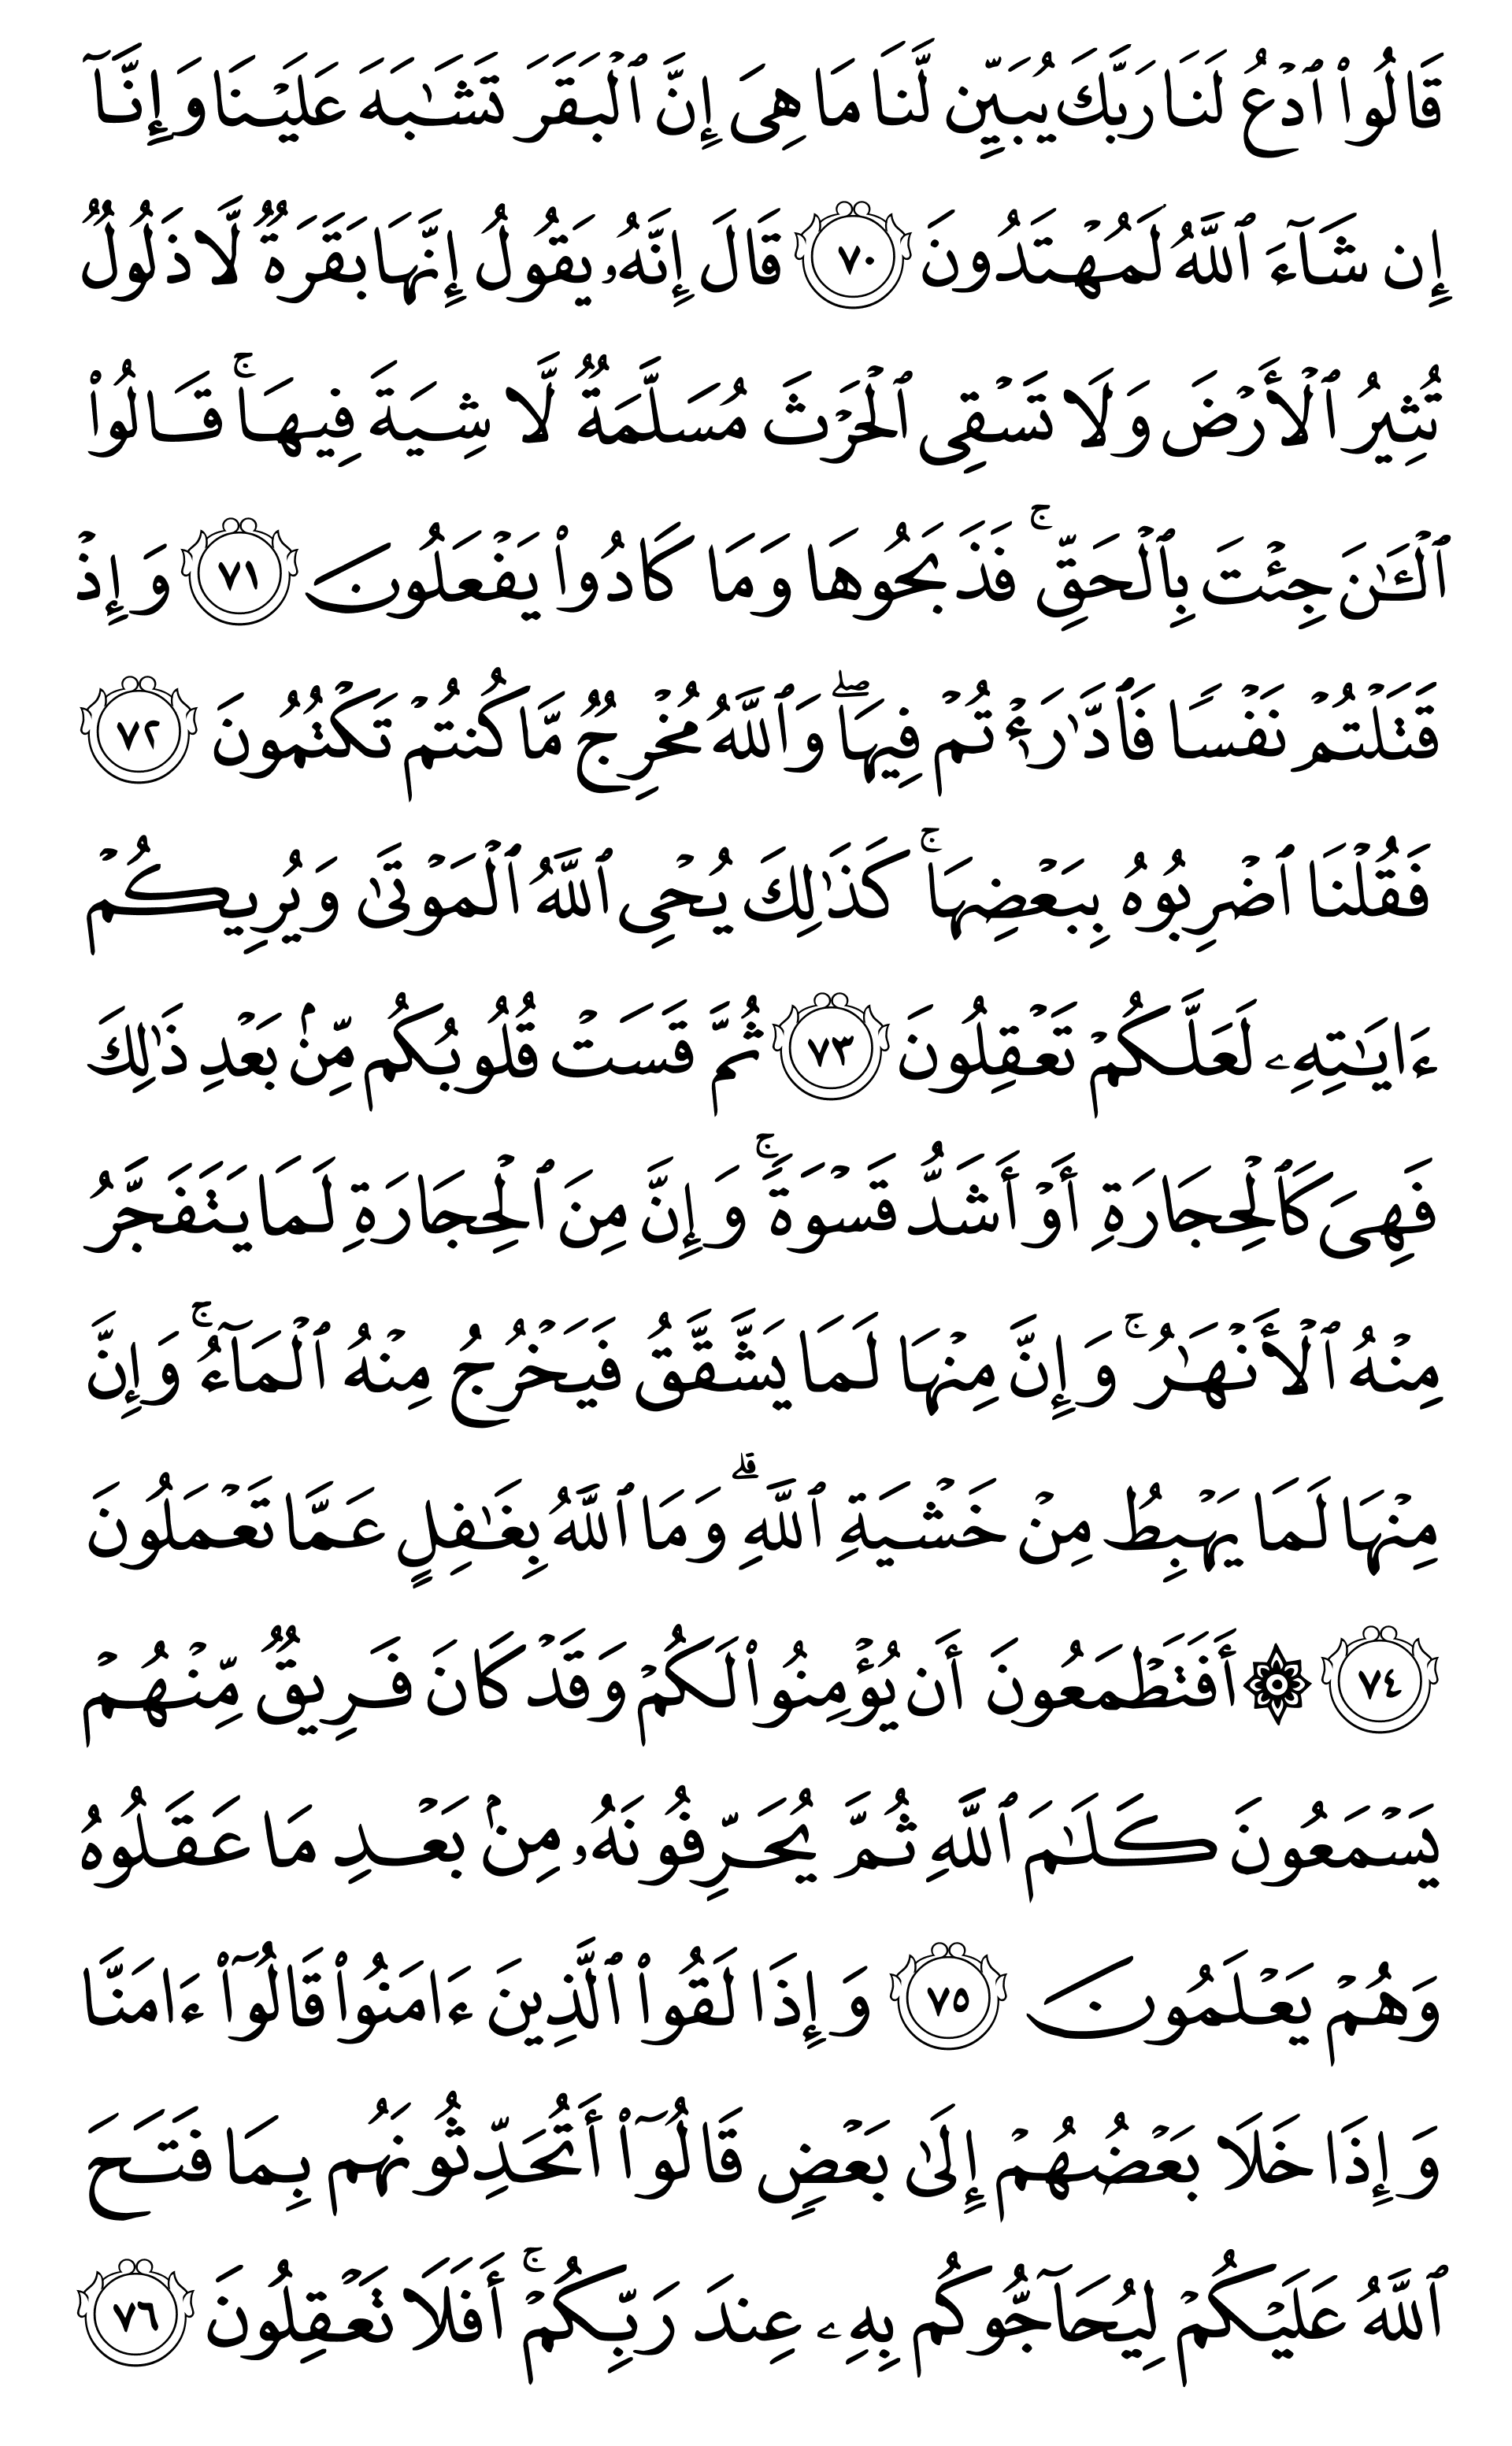 قَالُوا۟ ٱدْعُ لَنَا رَبَّكَ يُبَيِّن لَّنَا مَا هِىَ إِنَّ ٱلْبَقَرَ تَشَـٰبَهَ عَلَيْنَا وَإِنَّآ
إِن شَآءَ ٱللَّهُ لَمُهْتَدُونَ ٧٠ قَالَ إِنَّهُۥ يَقُولُ إِنَّهَا بَقَرَةٌ لَّا ذَلُولٌ
تُثِيرُ ٱلْأَرْضَ وَلَا تَسْقِى ٱلْحَرْثَ مُسَلَّمَةٌ لَّا شِيَةَ فِيهَا ۚ قَالُوا۟
ٱلْـَٔـٰنَ جِئْتَ بِٱلْحَقِّ ۚ فَذَبَحُوهَا وَمَا كَادُوا۟ يَفْعَلُونَ ٧١ وَإِذْ
قَتَلْتُمْ نَفْسًا فَٱدَّٰرَْٰٔتُمْ فِيهَا ۖ وَٱللَّهُ مُخْرِجٌ مَّا كُنتُمْ تَكْتُمُونَ ٧٢
فَقُلْنَا ٱضْرِبُوهُ بِبَعْضِهَا ۚ كَذَٰلِكَ يُحْىِ ٱللَّهُ ٱلْمَوْتَىٰ وَيُرِيكُمْ
ءَايَـٰتِهِۦ لَعَلَّكُمْ تَعْقِلُونَ ٧٣ ثُمَّ قَسَتْ قُلُوبُكُم مِّنۢ بَعْدِ ذَٰلِكَ
فَهِىَ كَٱلْحِجَارَةِ أَوْ أَشَدُّ قَسْوَةً ۚ وَإِنَّ مِنَ ٱلْحِجَارَةِ لَمَا يَتَفَجَّرُ
مِنْهُ ٱلْأَنْهَـٰرُ ۚ وَإِنَّ مِنْهَا لَمَا يَشَّقَّقُ فَيَخْرُجُ مِنْهُ ٱلْمَآءُ ۚ وَإِنَّ
مِنْهَا لَمَا يَهْبِطُ مِنْ خَشْيَةِ ٱللَّهِ ۗ وَمَا ٱللَّهُ بِغَـٰفِلٍ عَمَّا تَعْمَلُونَ
٧٤ ۞ أَفَتَطْمَعُونَ أَن يُؤْمِنُوا۟ لَكُمْ وَقَدْ كَانَ فَرِيقٌ مِّنْهُمْ
يَسْمَعُونَ كَلَـٰمَ ٱللَّهِ ثُمَّ يُحَرِّفُونَهُۥ مِنۢ بَعْدِ مَا عَقَلُوهُ
وَهُمْ يَعْلَمُونَ ٧٥ وَإِذَا لَقُوا۟ ٱلَّذِينَ ءَامَنُوا۟ قَالُوٓا۟ ءَامَنَّا
وَإِذَا خَلَا بَعْضُهُمْ إِلَىٰ بَعْضٍ قَالُوٓا۟ أَتُحَدِّثُونَهُم بِمَا فَتَحَ
ٱللَّهُ عَلَيْكُمْ لِيُحَآجُّوكُم بِهِۦ عِندَ رَبِّكُمْ ۚ أَفَلَا تَعْقِلُونَ ٧٦